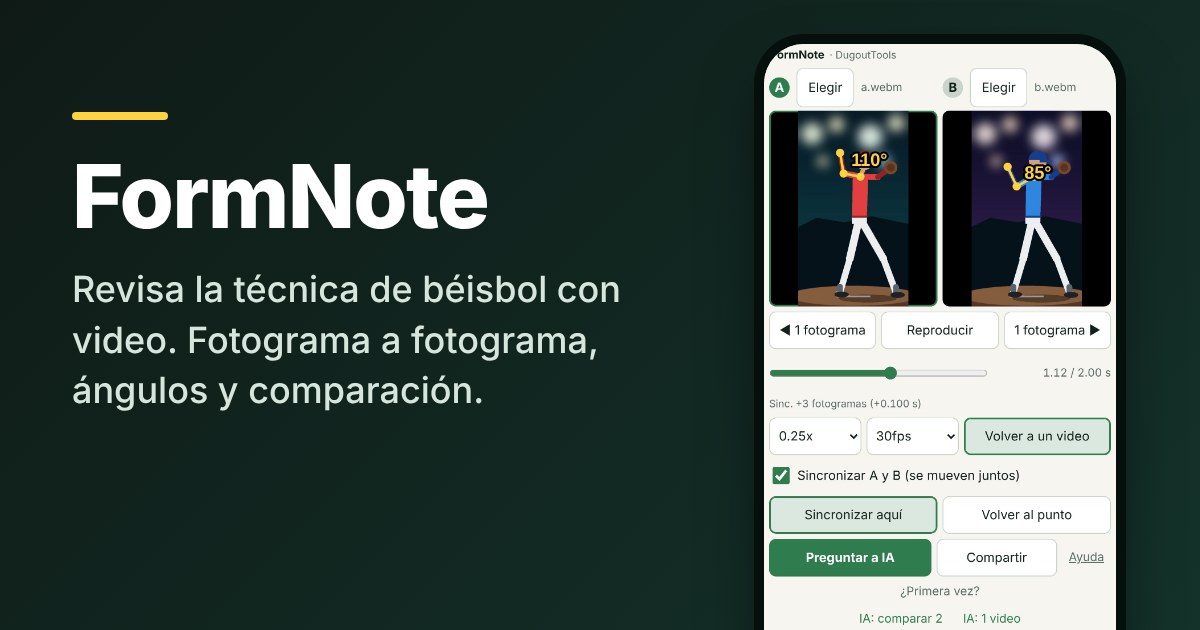 FormNote
Revisa la técnica de béisbol con
video. Fotograma a fotograma,
ángulos y comparación.
FormNote · DugoutTools
A Elegir a.webm B Elegir b.webm
110° 85°
◀ 1 fotograma Reproducir 1 fotograma ▶
1.12 / 2.00 s
Sinc. +3 fotogramas (+0.100 s)
0.25x 30fps Volver a un video
Sincronizar A y B (se mueven juntos)
Sincronizar aquí Volver al punto
Preguntar a IA Compartir Ayuda
¿Primera vez?
IA: comparar 2 IA: 1 video